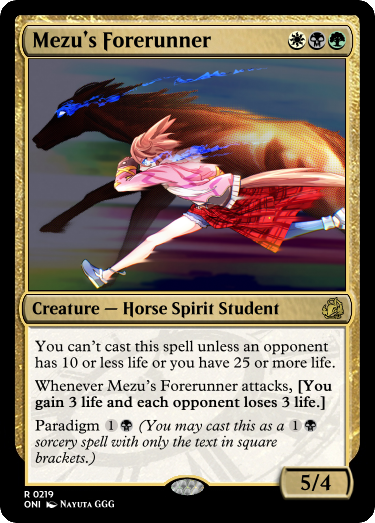 Mezu's Forerunner
Creature — Horse Spirit Student
You can't cast this spell unless an opponent
has 10 or less life or you have 25 or more life.
Whenever Mezu's Forerunner attacks, [You
gain 3 life and each opponent loses 3 life.]
Paradigm 1 (You may cast this as a 1
sorcery spell with only the text in square
brackets.)
5/4
R 0219
ONI Nayuta GGG